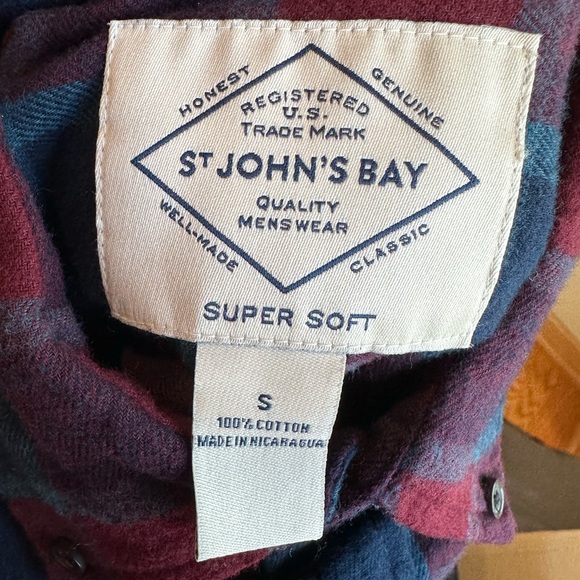 HONEST
GENUINE
REGISTERED
U.S.
TRADE MARK
ST JOHN'S BAY
QUALITY
MENSWEAR
WELL-MADE
CLASSIC
SUPER SOFT
S
100% COTTON
MADE IN NICARAGUA